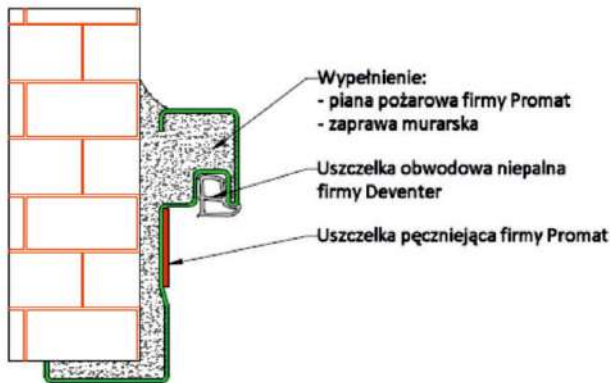 Wypełnienie:
- piana pożarowa firmy Promat
- zaprawa murarska
Uszczelka obwodowa niepalna
firmy Deventer
Uszczelka pęczniejąca firmy Promat